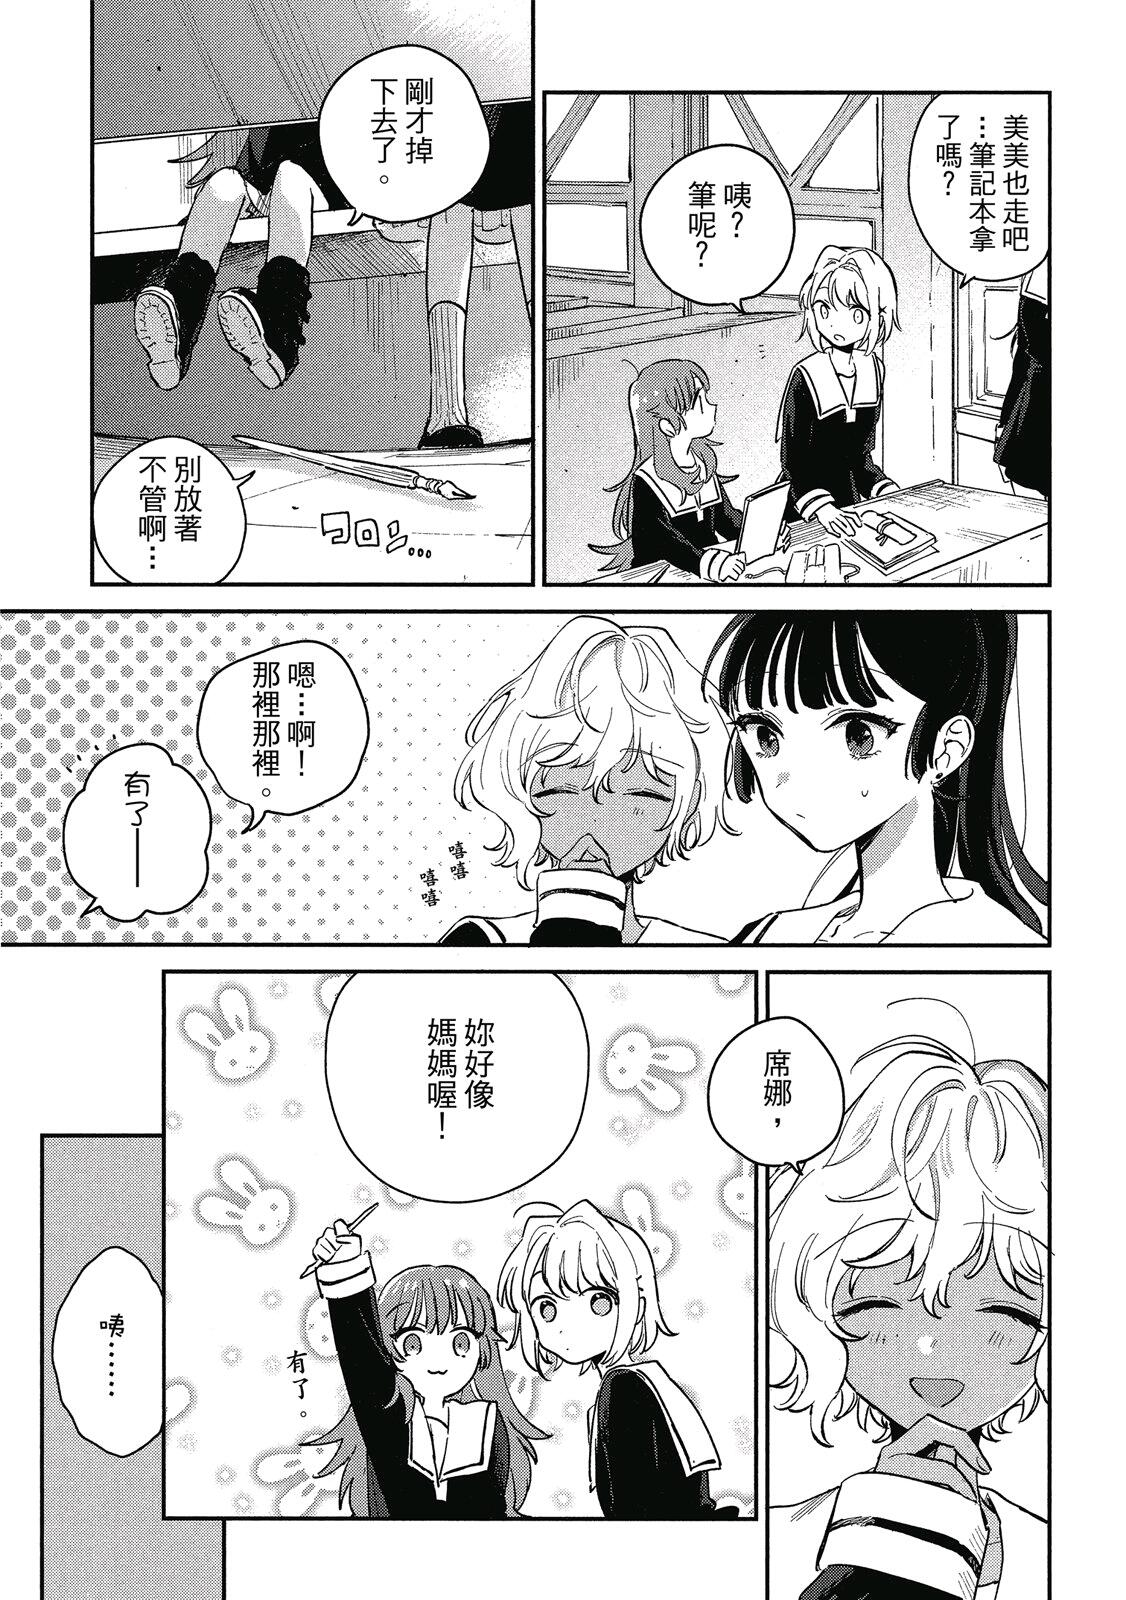 美美也走吧
…筆記本拿
了嗎？
咦？
筆呢？
剛才掉
下去了。
別放著
不管啊…
コロン…
嗯…啊！
那裡那裡。
嘻嘻
嘻嘻
有了——
席娜，
妳好像
媽媽喔！
有了。
咦……